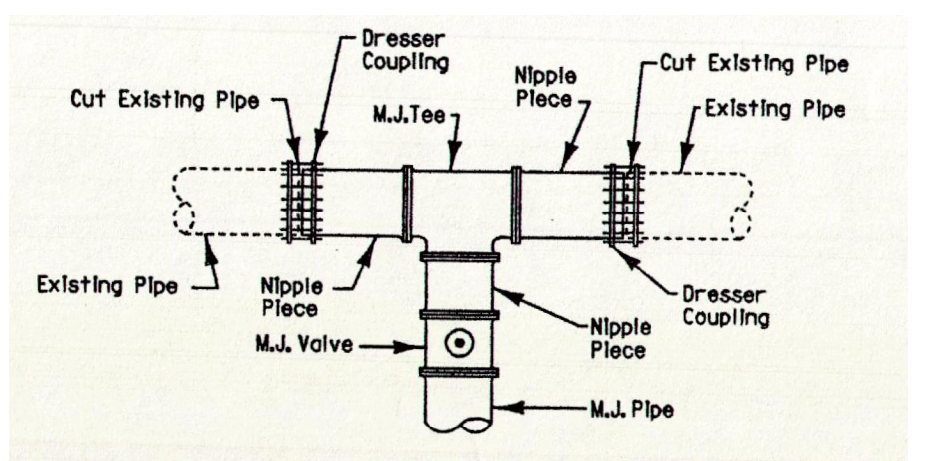 Dresser
Coupling
Nipple
Piece
Cut Existing Pipe
Cut Existing Pipe
M.J.Tee
Existing Pipe
Existing Pipe
Nipple
Piece
Dresser
Coupling
Nipple
Piece
M.J. Valve
M.J. Pipe